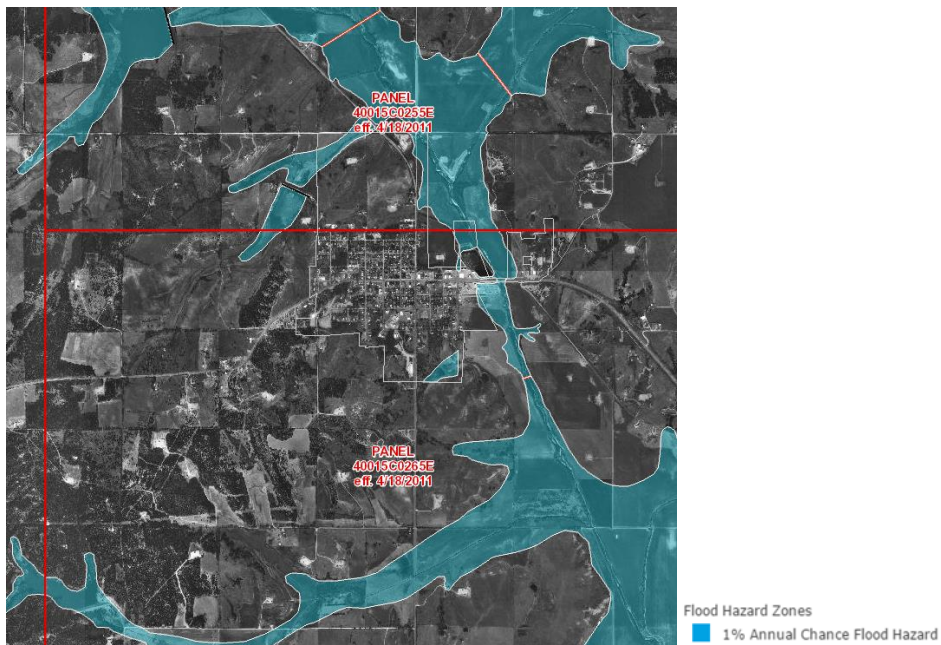 PANEL
40015C0255E
eff. 4/18/2011
PANEL
40015C0265E
eff. 4/18/2011
Flood Hazard Zones
1% Annual Chance Flood Hazard